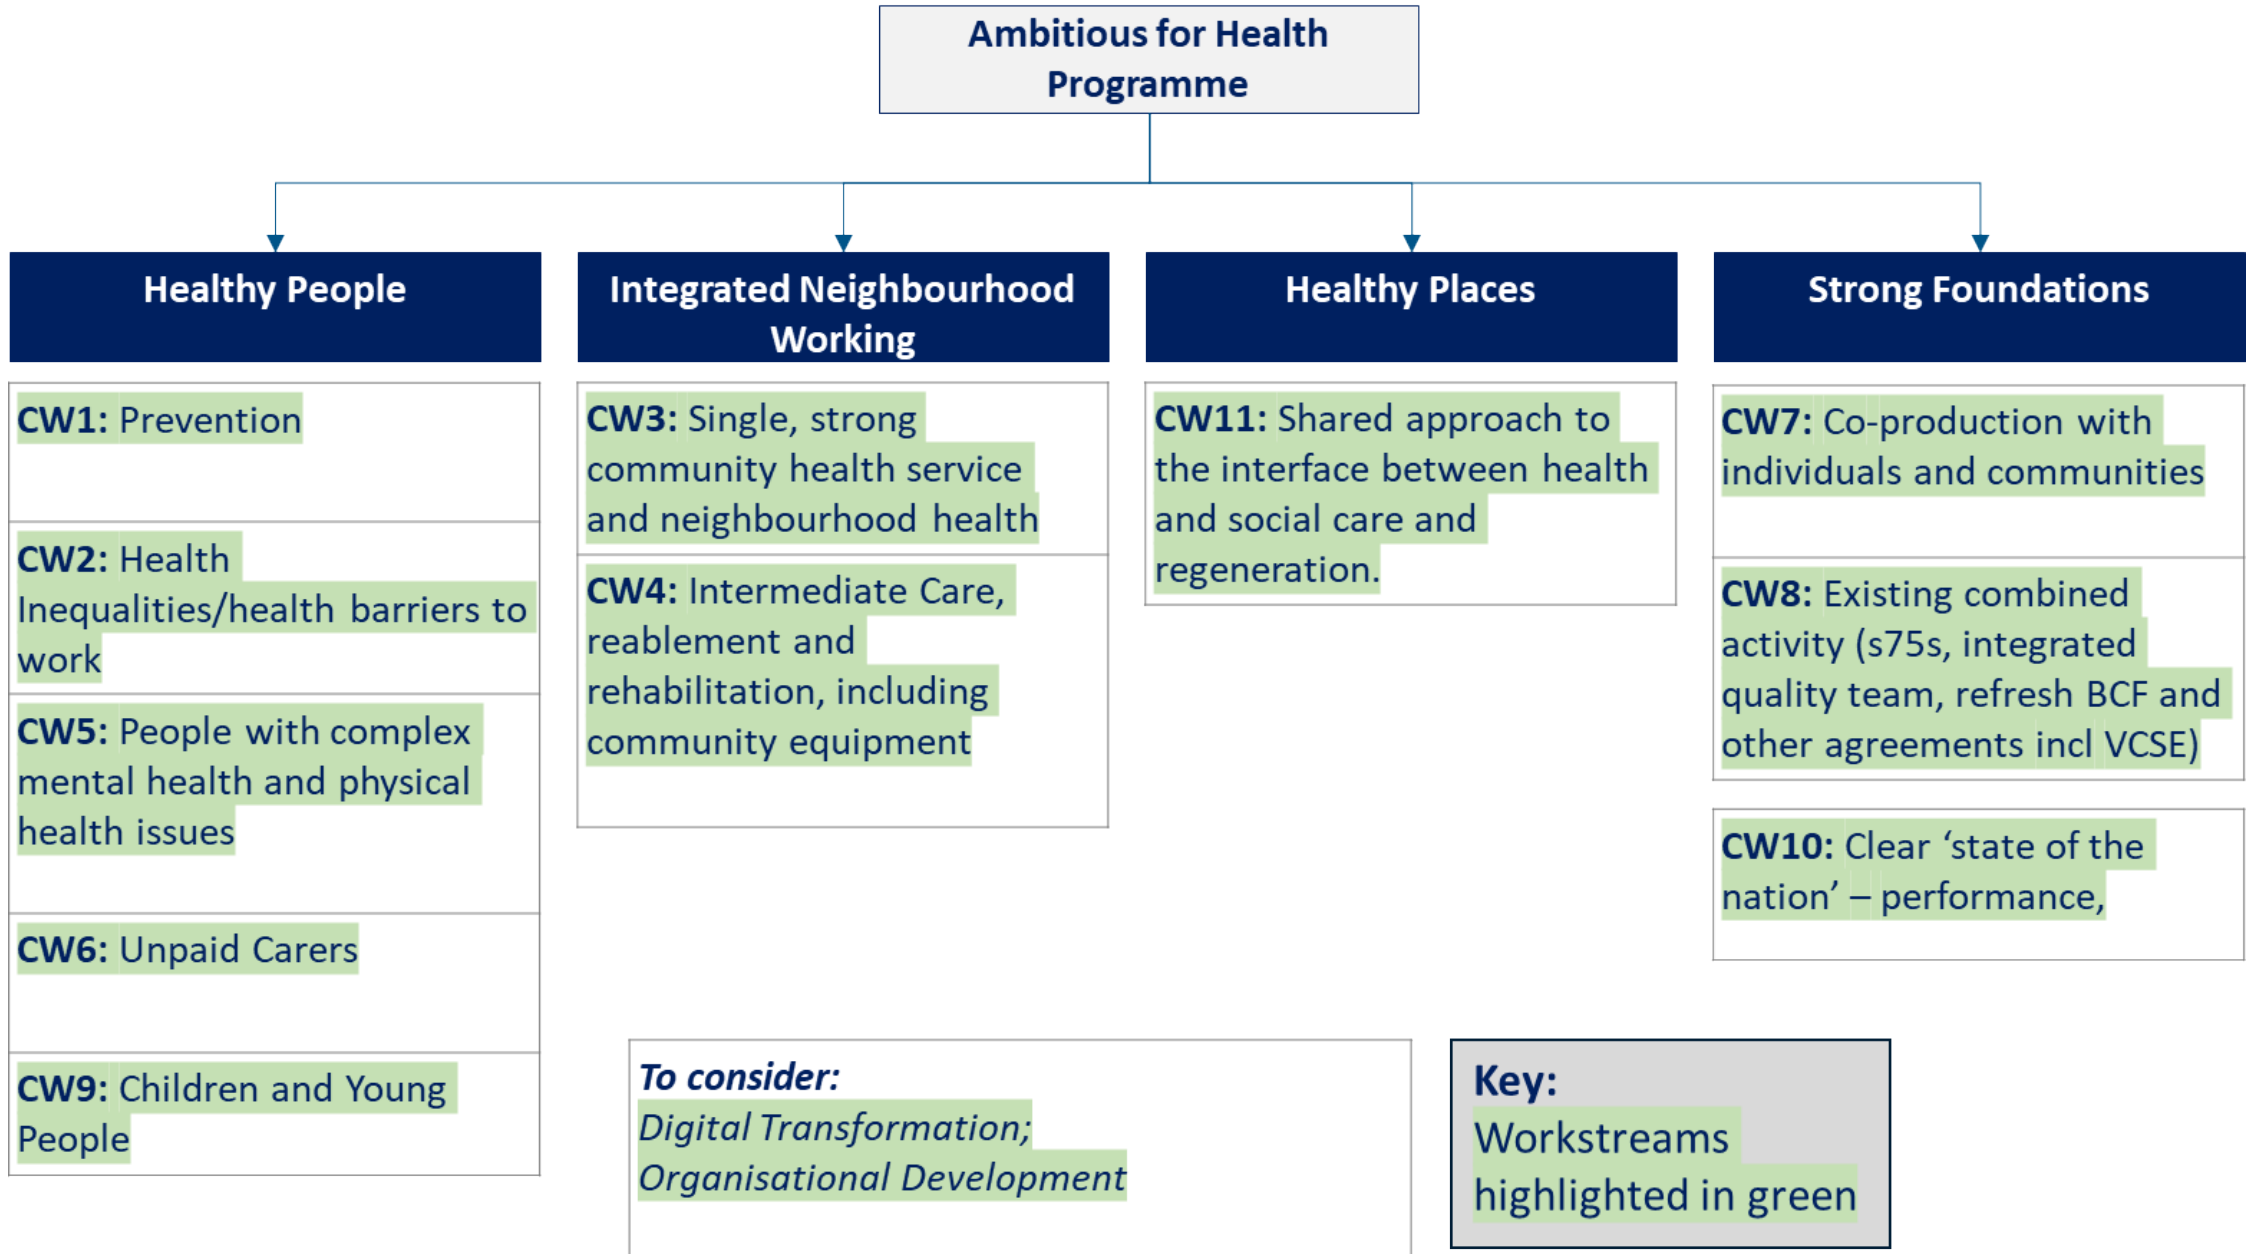 Ambitious for Health
Programme
Healthy People
CW1: Prevention
CW2: Health
Inequalities/health barriers to
work
CW5: People with complex
mental health and physical
health issues
CW6: Unpaid Carers
CW9: Children and Young
People
Integrated Neighbourhood
Working
CW3: Single, strong
community health service
and neighbourhood health
CW4: Intermediate Care,
reablement and
rehabilitation, including
community equipment
Healthy Places
CW11: Shared approach to
the interface between health
and social care and
regeneration.
Strong Foundations
CW7: Co-production with
individuals and communities
CW8: Existing combined
activity (s75s, integrated
quality team, refresh BCF and
other agreements incl VCSE)
CW10: Clear ‘state of the
nation’ – performance,
To consider:
Digital Transformation;
Organisational Development
Key:
Workstreams
highlighted in green